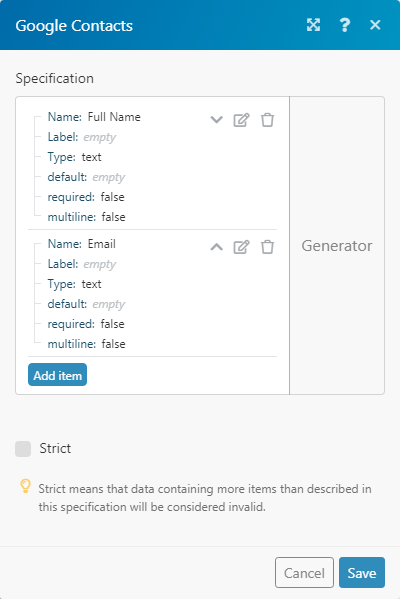 Google Contacts ?
Specification
Name: Full Name
Label: empty
Type: text
default: empty
required: false
multiline: false
Name: Email
Label: empty
Type: text
default: empty
required: false
multiline: false
Generator
Add item
Strict
Strict means that data containing more items than described in
this specification will be considered invalid.
Cancel Save